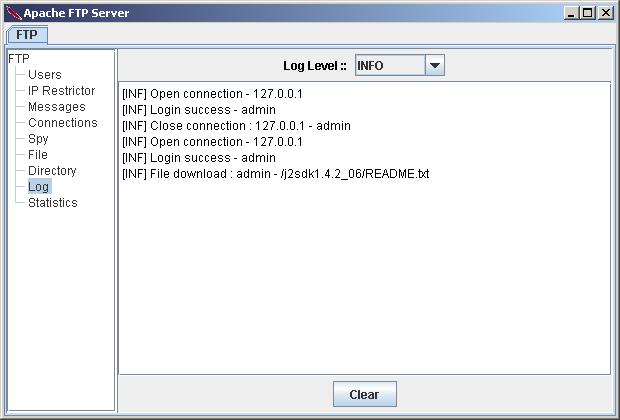 Apache FTP Server
FTP
FTP
Users
IP Restrictor
Messages
Connections
Spy
File
Directory
Log
Statistics
Log Level :: INFO
[INF] Open connection - 127.0.0.1
[INF] Login success - admin
[INF] Close connection : 127.0.0.1 - admin
[INF] Open connection - 127.0.0.1
[INF] Login success - admin
[INF] File download : admin - /j2sdk1.4.2_06/README.txt
Clear